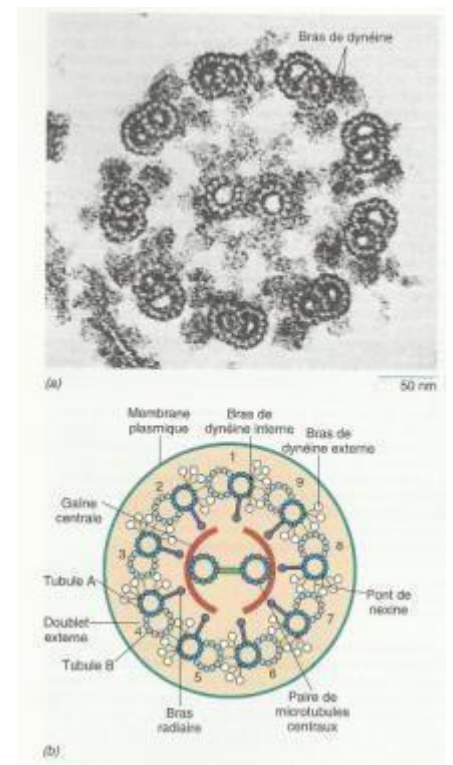 Bras de dynéine
(a)
50 nm
Membrane
plasmique
Bras de
dynéine interne
Bras de
dynéine externe
1
2
9
Gaîne
centrale
3
8
Tubule A
Pont de
nexine
7
Doublet
externe
4
Tubule B
5
6
Paire de
microtubules
centraux
Bras
radiaire
(b)